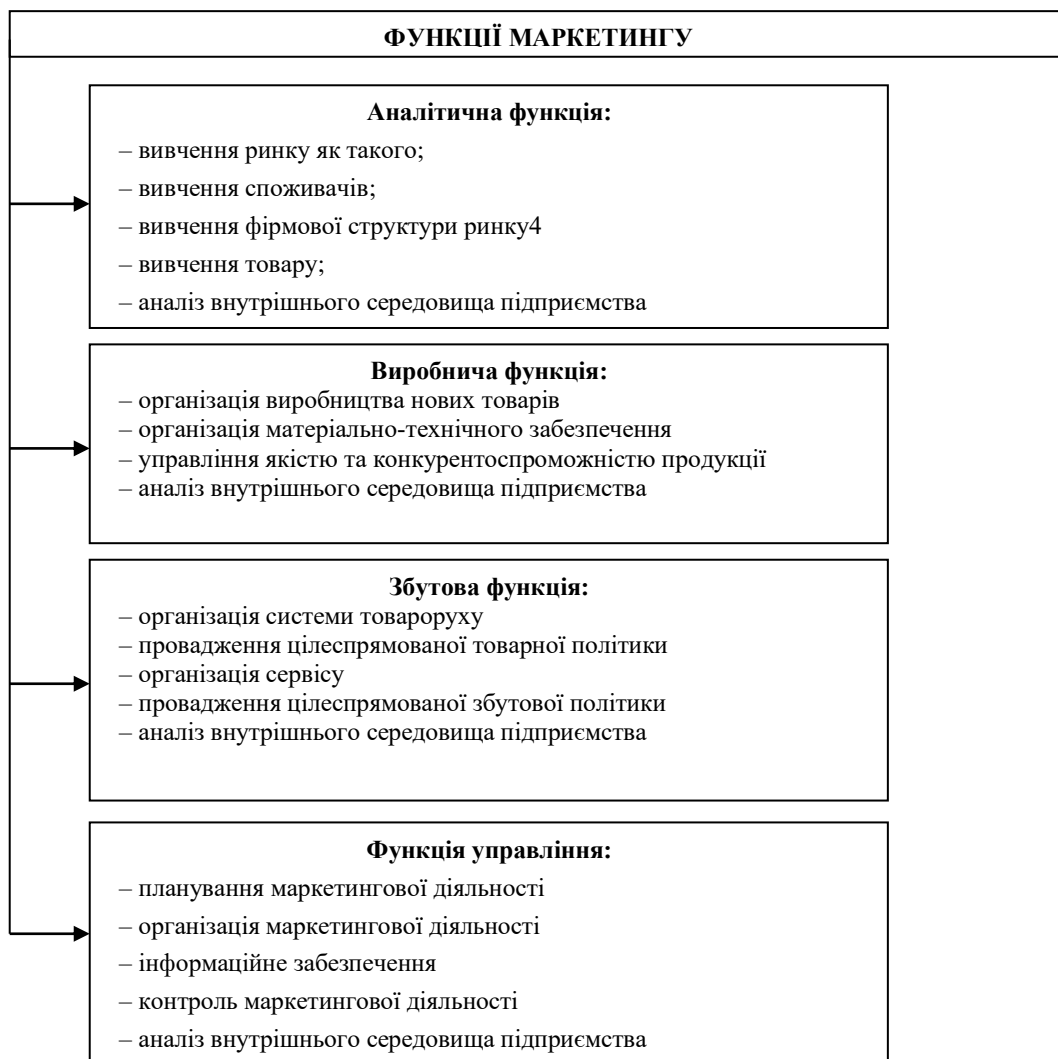 ФУНКЦІЇ МАРКЕТИНГУ
Аналітична функція:
– вивчення ринку як такого;
– вивчення споживачів;
– вивчення фірмової структури ринку4
– вивчення товару;
– аналіз внутрішнього середовища підприємства
Виробнича функція:
– організація виробництва нових товарів
– організація матеріально-технічного забезпечення
– управління якістю та конкурентоспроможністю продукції
– аналіз внутрішнього середовища підприємства
Збутова функція:
– організація системи товароруху
– провадження цілеспрямованої товарної політики
– організація сервісу
– провадження цілеспрямованої збутової політики
– аналіз внутрішнього середовища підприємства
Функція управління:
– планування маркетингової діяльності
– організація маркетингової діяльності
– інформаційне забезпечення
– контроль маркетингової діяльності
– аналіз внутрішнього середовища підприємства